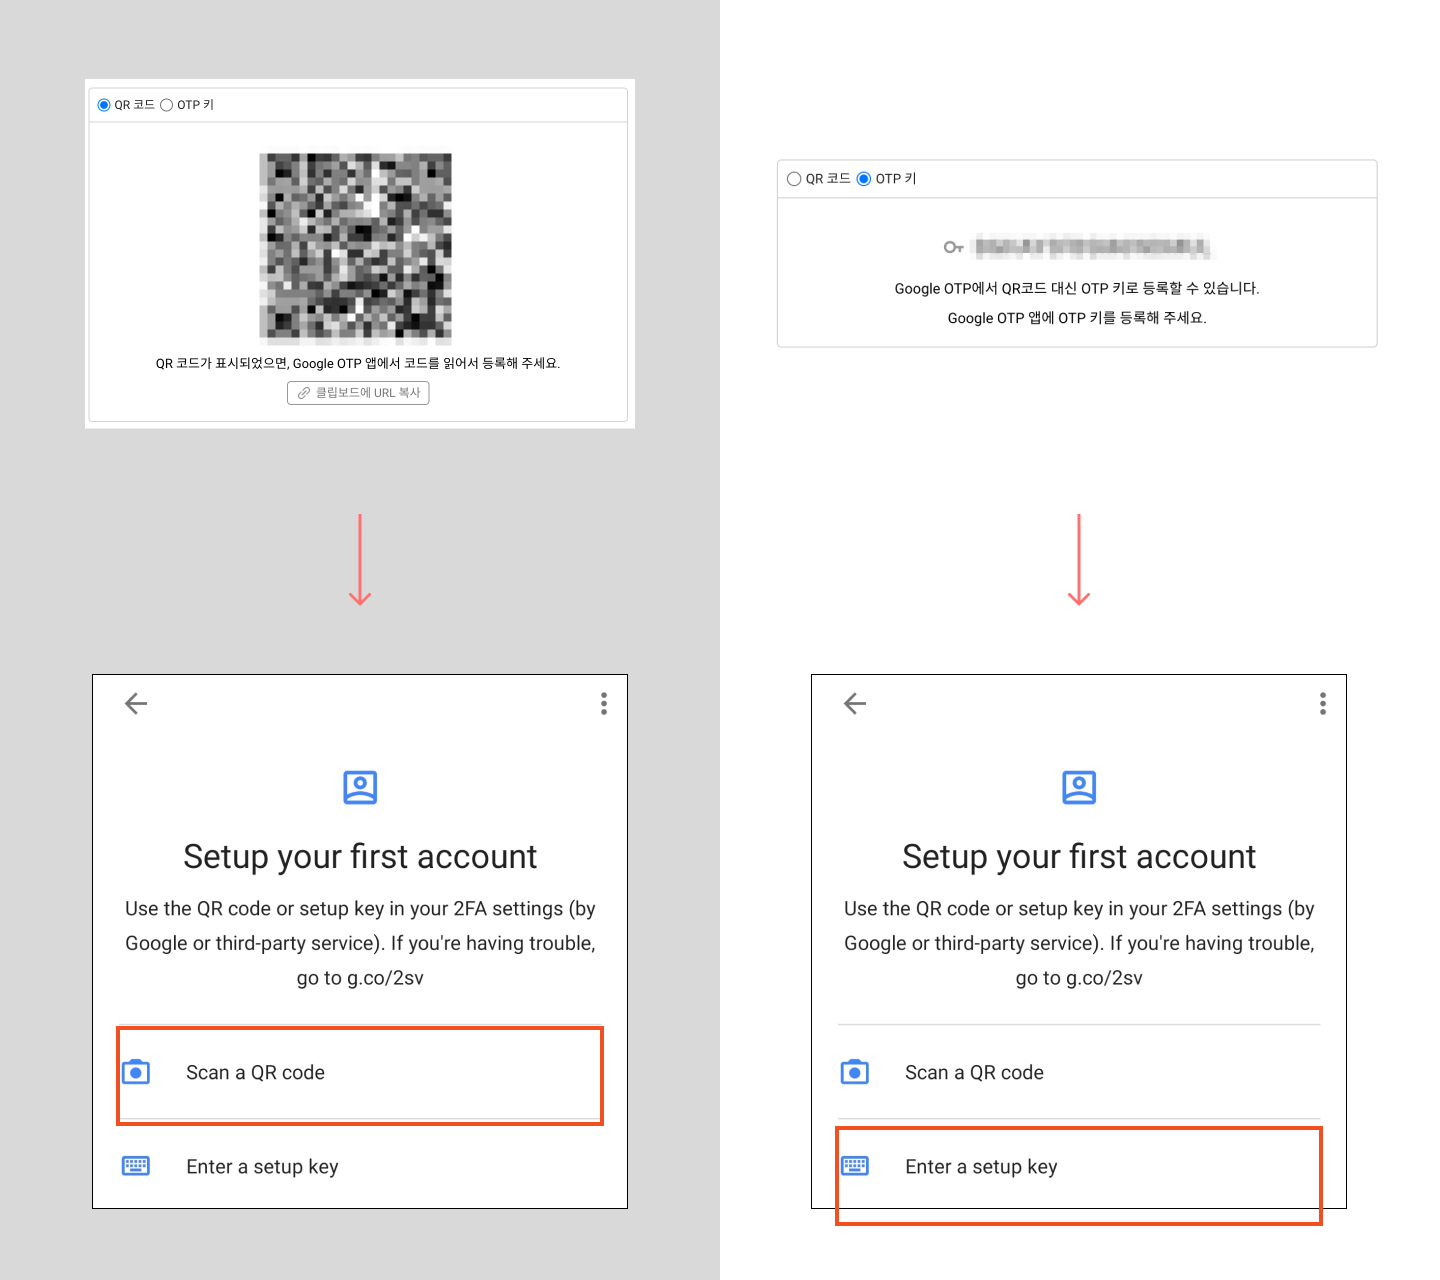 QR 코드 OTP 키
QR 코드가 표시되었으면, Google OTP 앱에서 코드를 읽어서 등록해 주세요.
클립보드에 URL 복사
Setup your first account
Use the QR code or setup key in your 2FA settings (by
Google or third-party service). If you're having trouble,
go to g.co/2sv
Scan a QR code
Enter a setup key
QR 코드 OTP 키
Google OTP에서 QR코드 대신 OTP 키로 등록할 수 있습니다.
Google OTP 앱에 OTP 키를 등록해 주세요.
Setup your first account
Use the QR code or setup key in your 2FA settings (by
Google or third-party service). If you're having trouble,
go to g.co/2sv
Scan a QR code
Enter a setup key